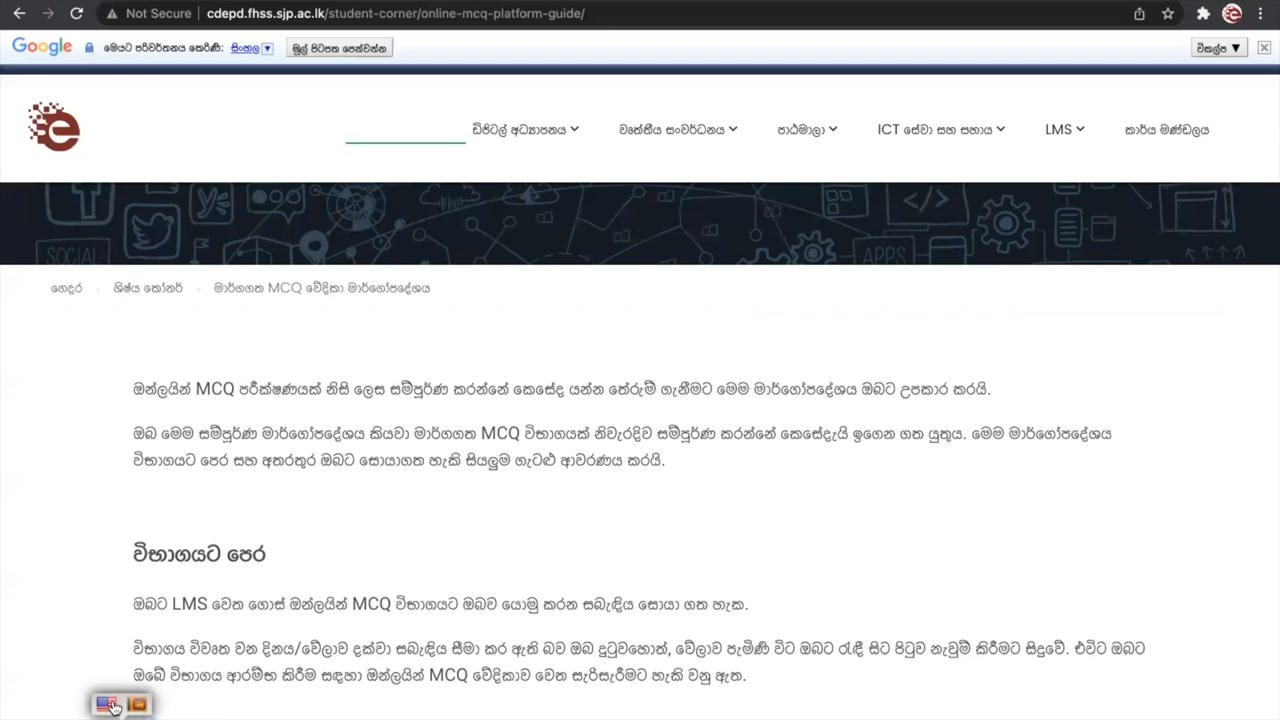 Not Secure | cdepd.fhss.sjp.ac.lk/student-corner/online-mcq-platform-guide/
Google මෙයට පරිවර්තනය කෙරිණි: සිංහල ▼ මුල් පිටපත පෙන්වන්න විකල්ප ▼
ඩිජිටල් අධ්‍යාපනය වෘත්තීය සංවර්ධනය පාඨමාලා ICT සේවා සහ සහාය LMS කාර්ය මණ්ඩලය
SOCIAL APPS
ගෙදර ශිෂ්ය කෝනර් මාර්ගගත MCQ වේදිකා මාර්ගෝපදේශය
ඔන්ලයින් MCQ පරීක්ෂණයක් නිසි ලෙස සම්පූර්ණ කරන්නේ කෙසේද යන්න තේරුම් ගැනීමට මෙම මාර්ගෝපදේශය ඔබට උපකාර කරයි.
ඔබ මෙම සම්පූර්ණ මාර්ගෝපදේශය කියවා මාර්ගගත MCQ විභාගයක් නිවැරදිව සම්පූර්ණ කරන්නේ කෙසේදැයි ඉගෙන ගත යුතුය. මෙම මාර්ගෝපදේශය
විභාගයට පෙර සහ අතරතුර ඔබට සොයාගත හැකි සියලුම ගැටළු ආවරණය කරයි.
විභාගයට පෙර
ඔබට LMS වෙත ගොස් ඔන්ලයින් MCQ විභාගයට ඔබව යොමු කරන සබැඳිය සොයා ගත හැක.
විභාගය විවෘත වන දිනය/වේලාව දක්වා සබැඳිය සීමා කර ඇති බව ඔබ දුටුවහොත්, වේලාව පැමිණි විට ඔබට රැඳී සිට පිටුව නැවුම් කිරීමට සිදුවේ. එවිට ඔබට
ඔබේ විභාගය ආරම්භ කිරීම සඳහා ඔන්ලයින් MCQ වේදිකාව වෙත සැරිසැරීමට හැකි වනු ඇත.